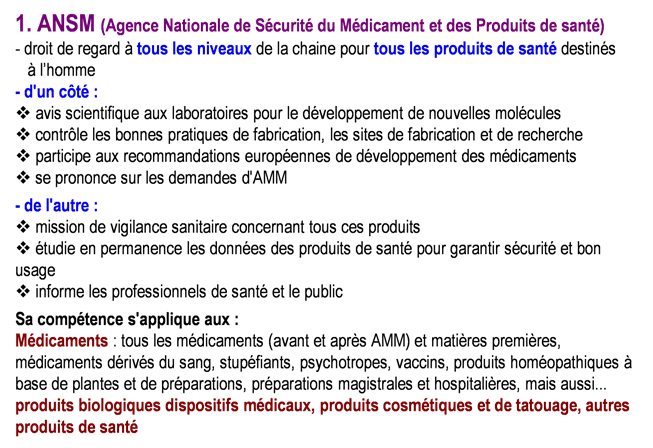 1. ANSM (Agence Nationale de Sécurité du Médicament et des Produits de santé)
- droit de regard à tous les niveaux de la chaine pour tous les produits de santé destinés
à l'homme
- d'un côté :
❖ avis scientifique aux laboratoires pour le développement de nouvelles molécules
❖ contrôle les bonnes pratiques de fabrication, les sites de fabrication et de recherche
❖ participe aux recommandations européennes de développement des médicaments
❖ se prononce sur les demandes d'AMM
- de l'autre :
❖ mission de vigilance sanitaire concernant tous ces produits
❖ étudie en permanence les données des produits de santé pour garantir sécurité et bon
usage
❖ informe les professionnels de santé et le public
Sa compétence s'applique aux :
Médicaments : tous les médicaments (avant et après AMM) et matières premières,
médicaments dérivés du sang, stupéfiants, psychotropes, vaccins, produits homéopathiques à
base de plantes et de préparations, préparations magistrales et hospitalières, mais aussi...
produits biologiques dispositifs médicaux, produits cosmétiques et de tatouage, autres
produits de santé